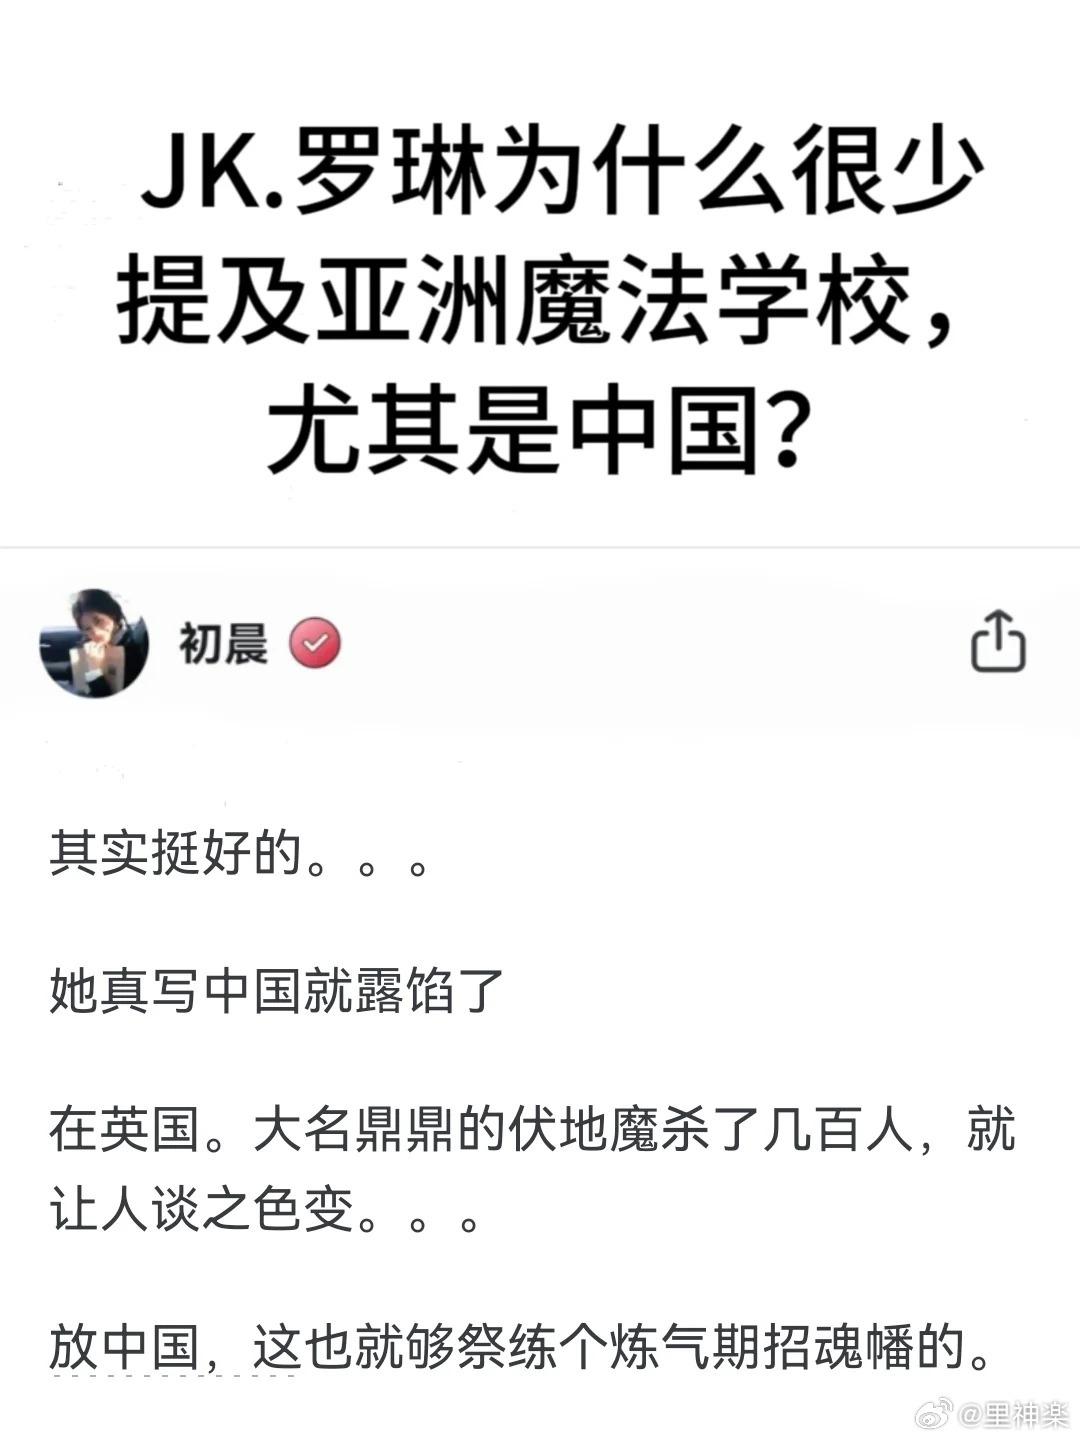 JK.罗琳为什么很少
提及亚洲魔法学校，
尤其是中国？
初晨
其实挺好的。。。
她真写中国就露馅了
在英国。大名鼎鼎的伏地魔杀了几百人，就
让人谈之色变。。。
放中国，这也就够祭练个炼气期招魂幡的。
@里神楽